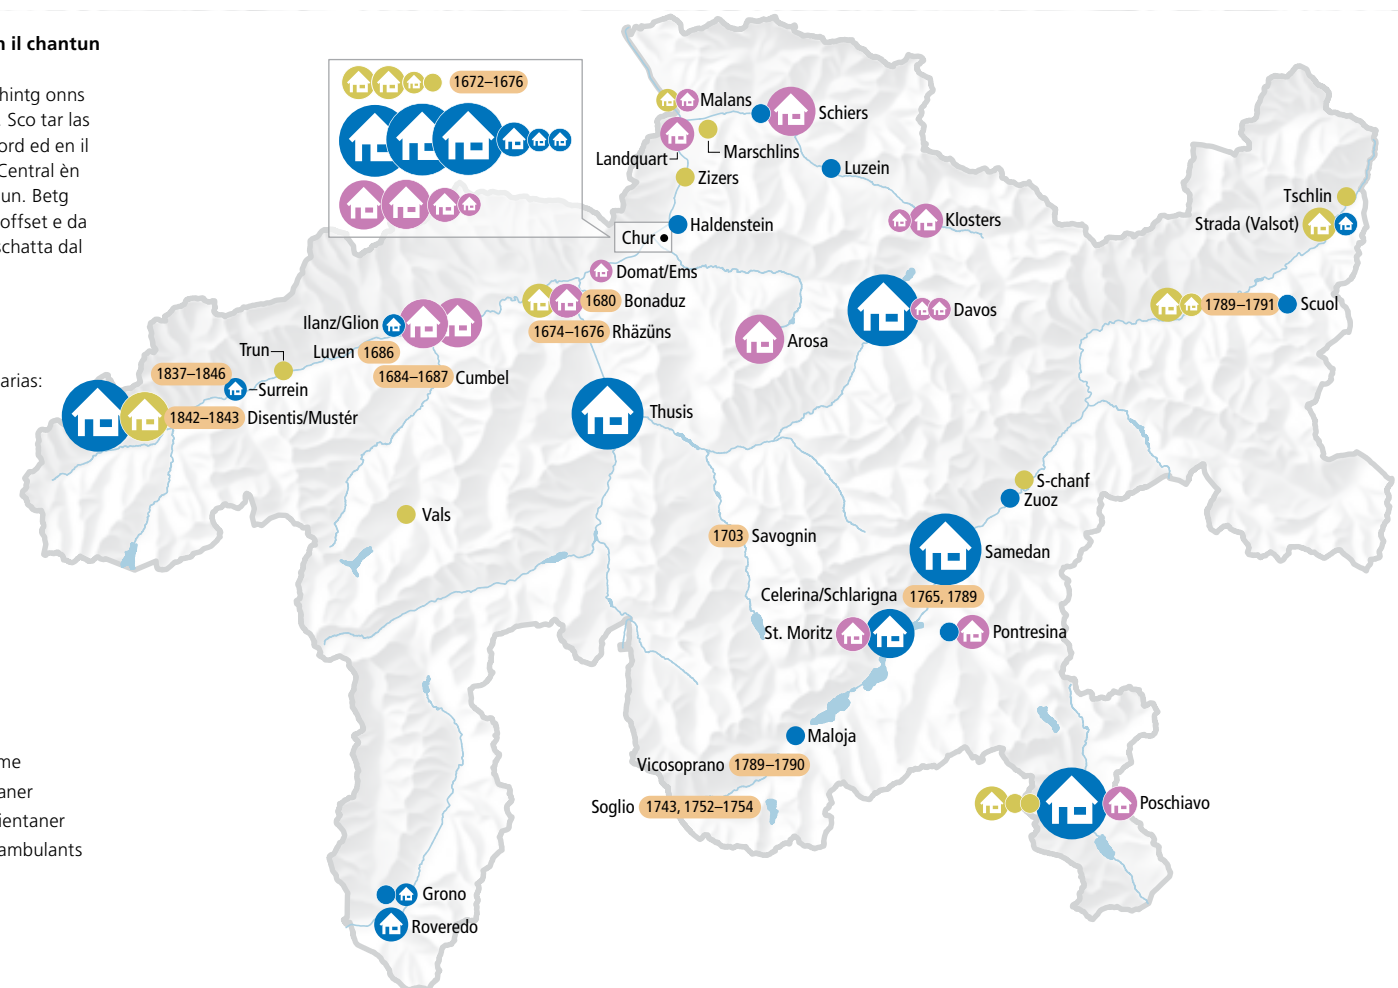 n il chantun
hintg onns
. Sco tar las
ord ed en il
Central èn
un. Betg
offset e da
schatta dal
arias:
me
aner
ientaner
ambulants
1672–1676
Malans
Schiers
Landquart
Marschlins
Luzein
Zizers
Haldenstein
Chur
Klosters
Tschlin
Strada (Valsot)
Domat/Ems
1680 Bonaduz
1674–1676 Rhäzüns
Davos
1789–1791 Scuol
Ilanz/Glion
Arosa
Luven 1686
Trun
1837–1846
Surrein
1684–1687 Cumbel
1842–1843 Disentis/Mustér
Thusis
S-chanf
Zuoz
Vals
1703 Savognin
Samedan
Celerina/Schlarigna 1765, 1789
St. Moritz
Pontresina
Maloja
Vicosoprano 1789–1790
Soglio 1743, 1752–1754
Poschiavo
Grono
Roveredo